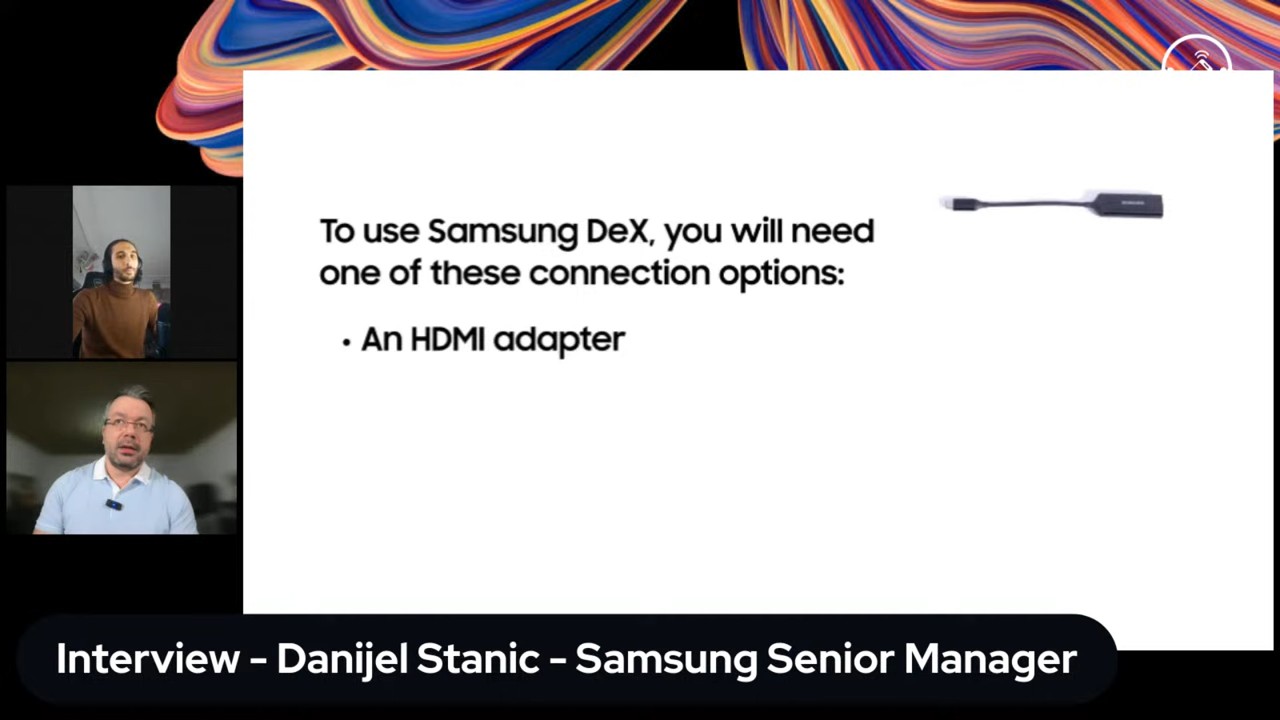 To use Samsung DeX, you will need
one of these connection options:
• An HDMI adapter
Interview - Danijel Stanic - Samsung Senior Manager